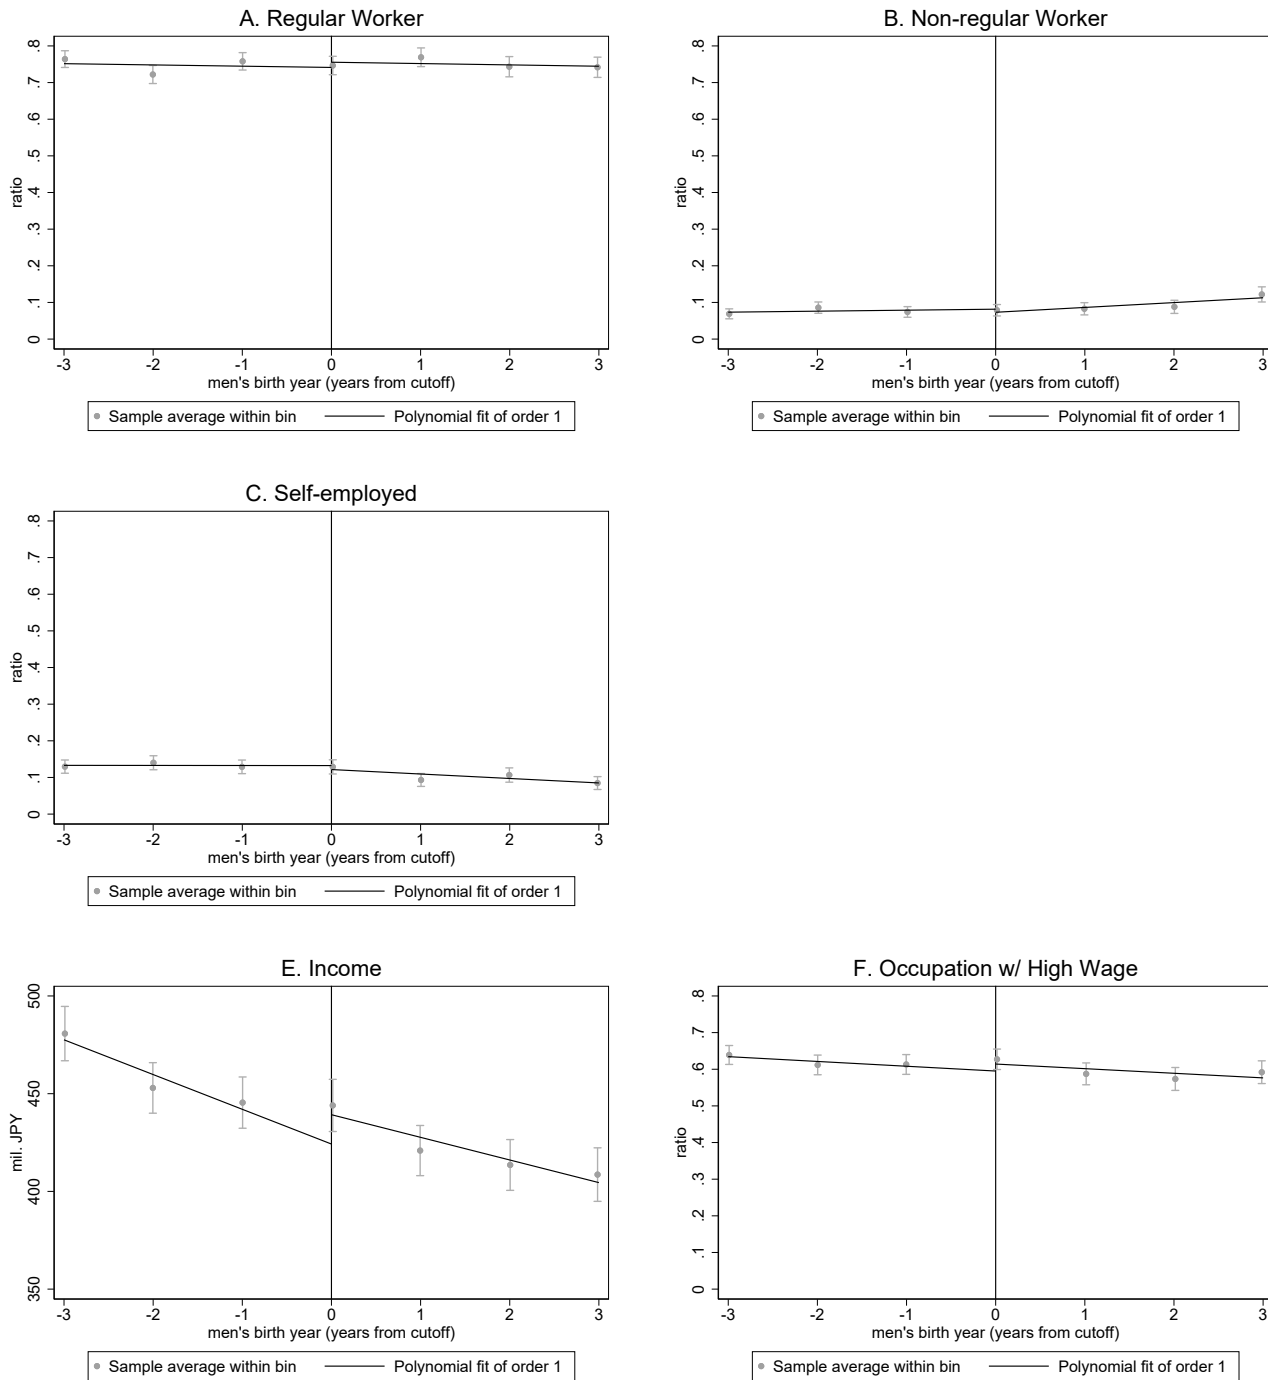 A. Regular Worker
ratio
.8
.7
.6
.5
.4
.3
.2
.1
0
-3 -2 -1 0 1 2 3
men's birth year (years from cutoff)
Sample average within bin Polynomial fit of order 1
B. Non-regular Worker
ratio
.8
.7
.6
.5
.4
.3
.2
.1
0
-3 -2 -1 0 1 2 3
men's birth year (years from cutoff)
Sample average within bin Polynomial fit of order 1
C. Self-employed
ratio
.8
.7
.6
.5
.4
.3
.2
.1
0
-3 -2 -1 0 1 2 3
men's birth year (years from cutoff)
Sample average within bin Polynomial fit of order 1
E. Income
mil. JPY
500
450
400
350
-3 -2 -1 0 1 2 3
men's birth year (years from cutoff)
Sample average within bin Polynomial fit of order 1
F. Occupation w/ High Wage
ratio
.8
.7
.6
.5
.4
.3
.2
.1
0
-3 -2 -1 0 1 2 3
men's birth year (years from cutoff)
Sample average within bin Polynomial fit of order 1